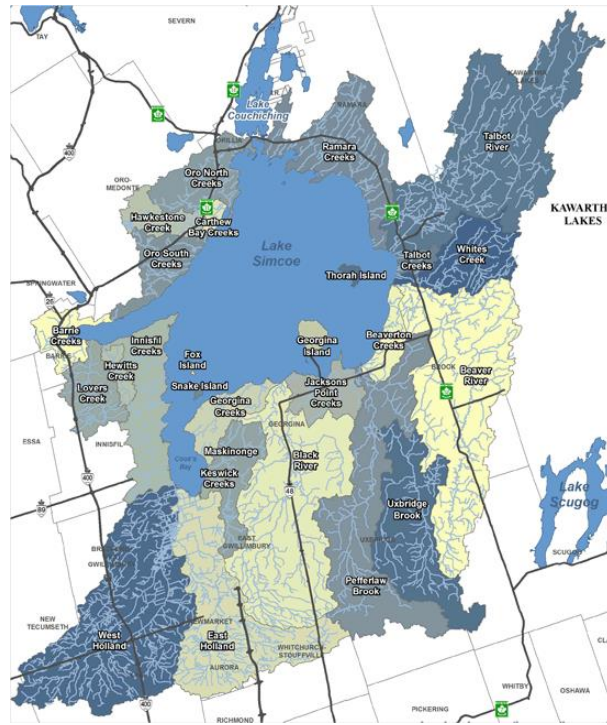 TAY
SEVERN
KAWARTHA
LAKES
Lake
Couchiching
RAMARA
ORILLIA
Ramara
Creeks
Talbot
River
ORO-
MEDONTE
Oro North
Creeks
Hawkestone
Creek
Carthew
Bay Creeks
KAWARTH
LAKES
400
Oro South
Creeks
Lake
Simcoe
Talbot
Creeks
Whites
Creek
Thorah Island
SPRINGWATER
26
Barrie
Creeks
BARRIE
Innisfil
Creeks
Hewitts
Creek
Lovers
Creek
Fox
Island
Snake Island
Georgina
Island
Beaverton
Creeks
BROCK
Beaver
River
Jacksons
Point
Creeks
Georgina
Creeks
GEORGINA
ESSA
INNISFIL
400
Maskinonge
Black
River
Cook's
Bay
Keswick
Creeks
48
Lake
Scugog
89
Uxbridge
Brook
EAST
GWILLIMBURY
SCUGOG
Pefferlaw
Brook
NEW
TECUMSETH
West
Holland
NEWMARKET
East
Holland
WHITCHURCH-
STOUFFVILLE
AURORA
400
RICHMOND
PICKERING
WHITBY
OSHAWA